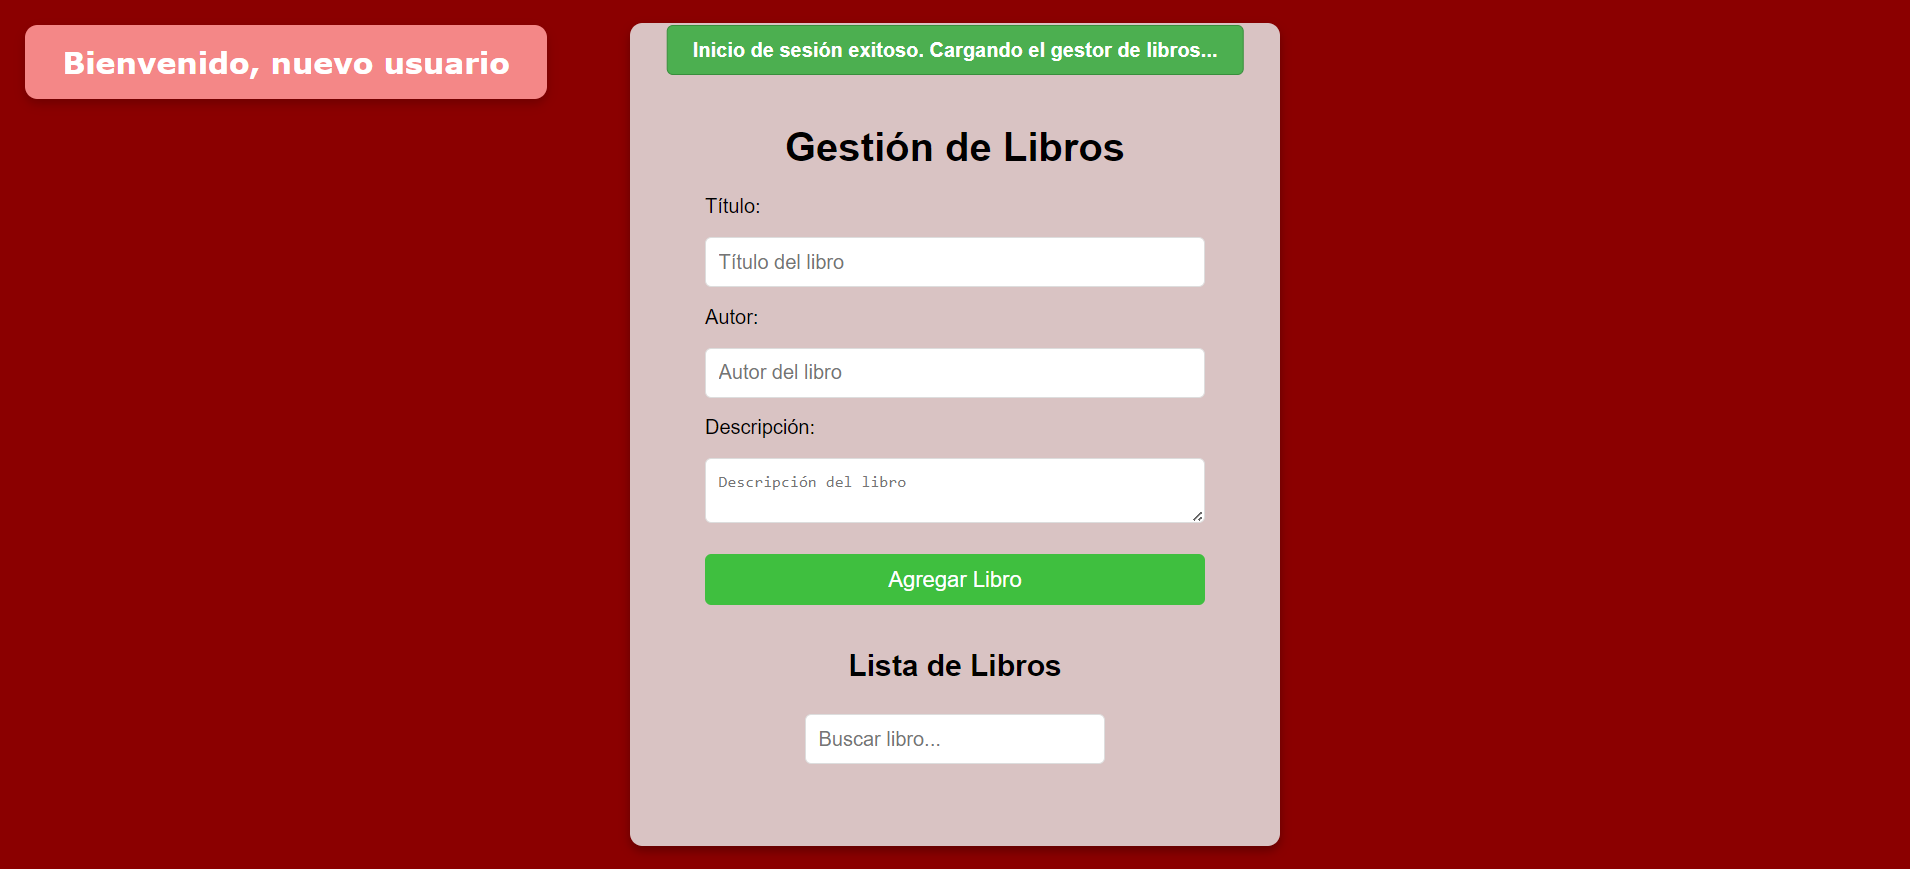 Bienvenido, nuevo usuario
Inicio de sesión exitoso. Cargando el gestor de libros...
Gestión de Libros
Título:
Título del libro
Autor:
Autor del libro
Descripción:
Descripción del libro
Agregar Libro
Lista de Libros
Buscar libro...